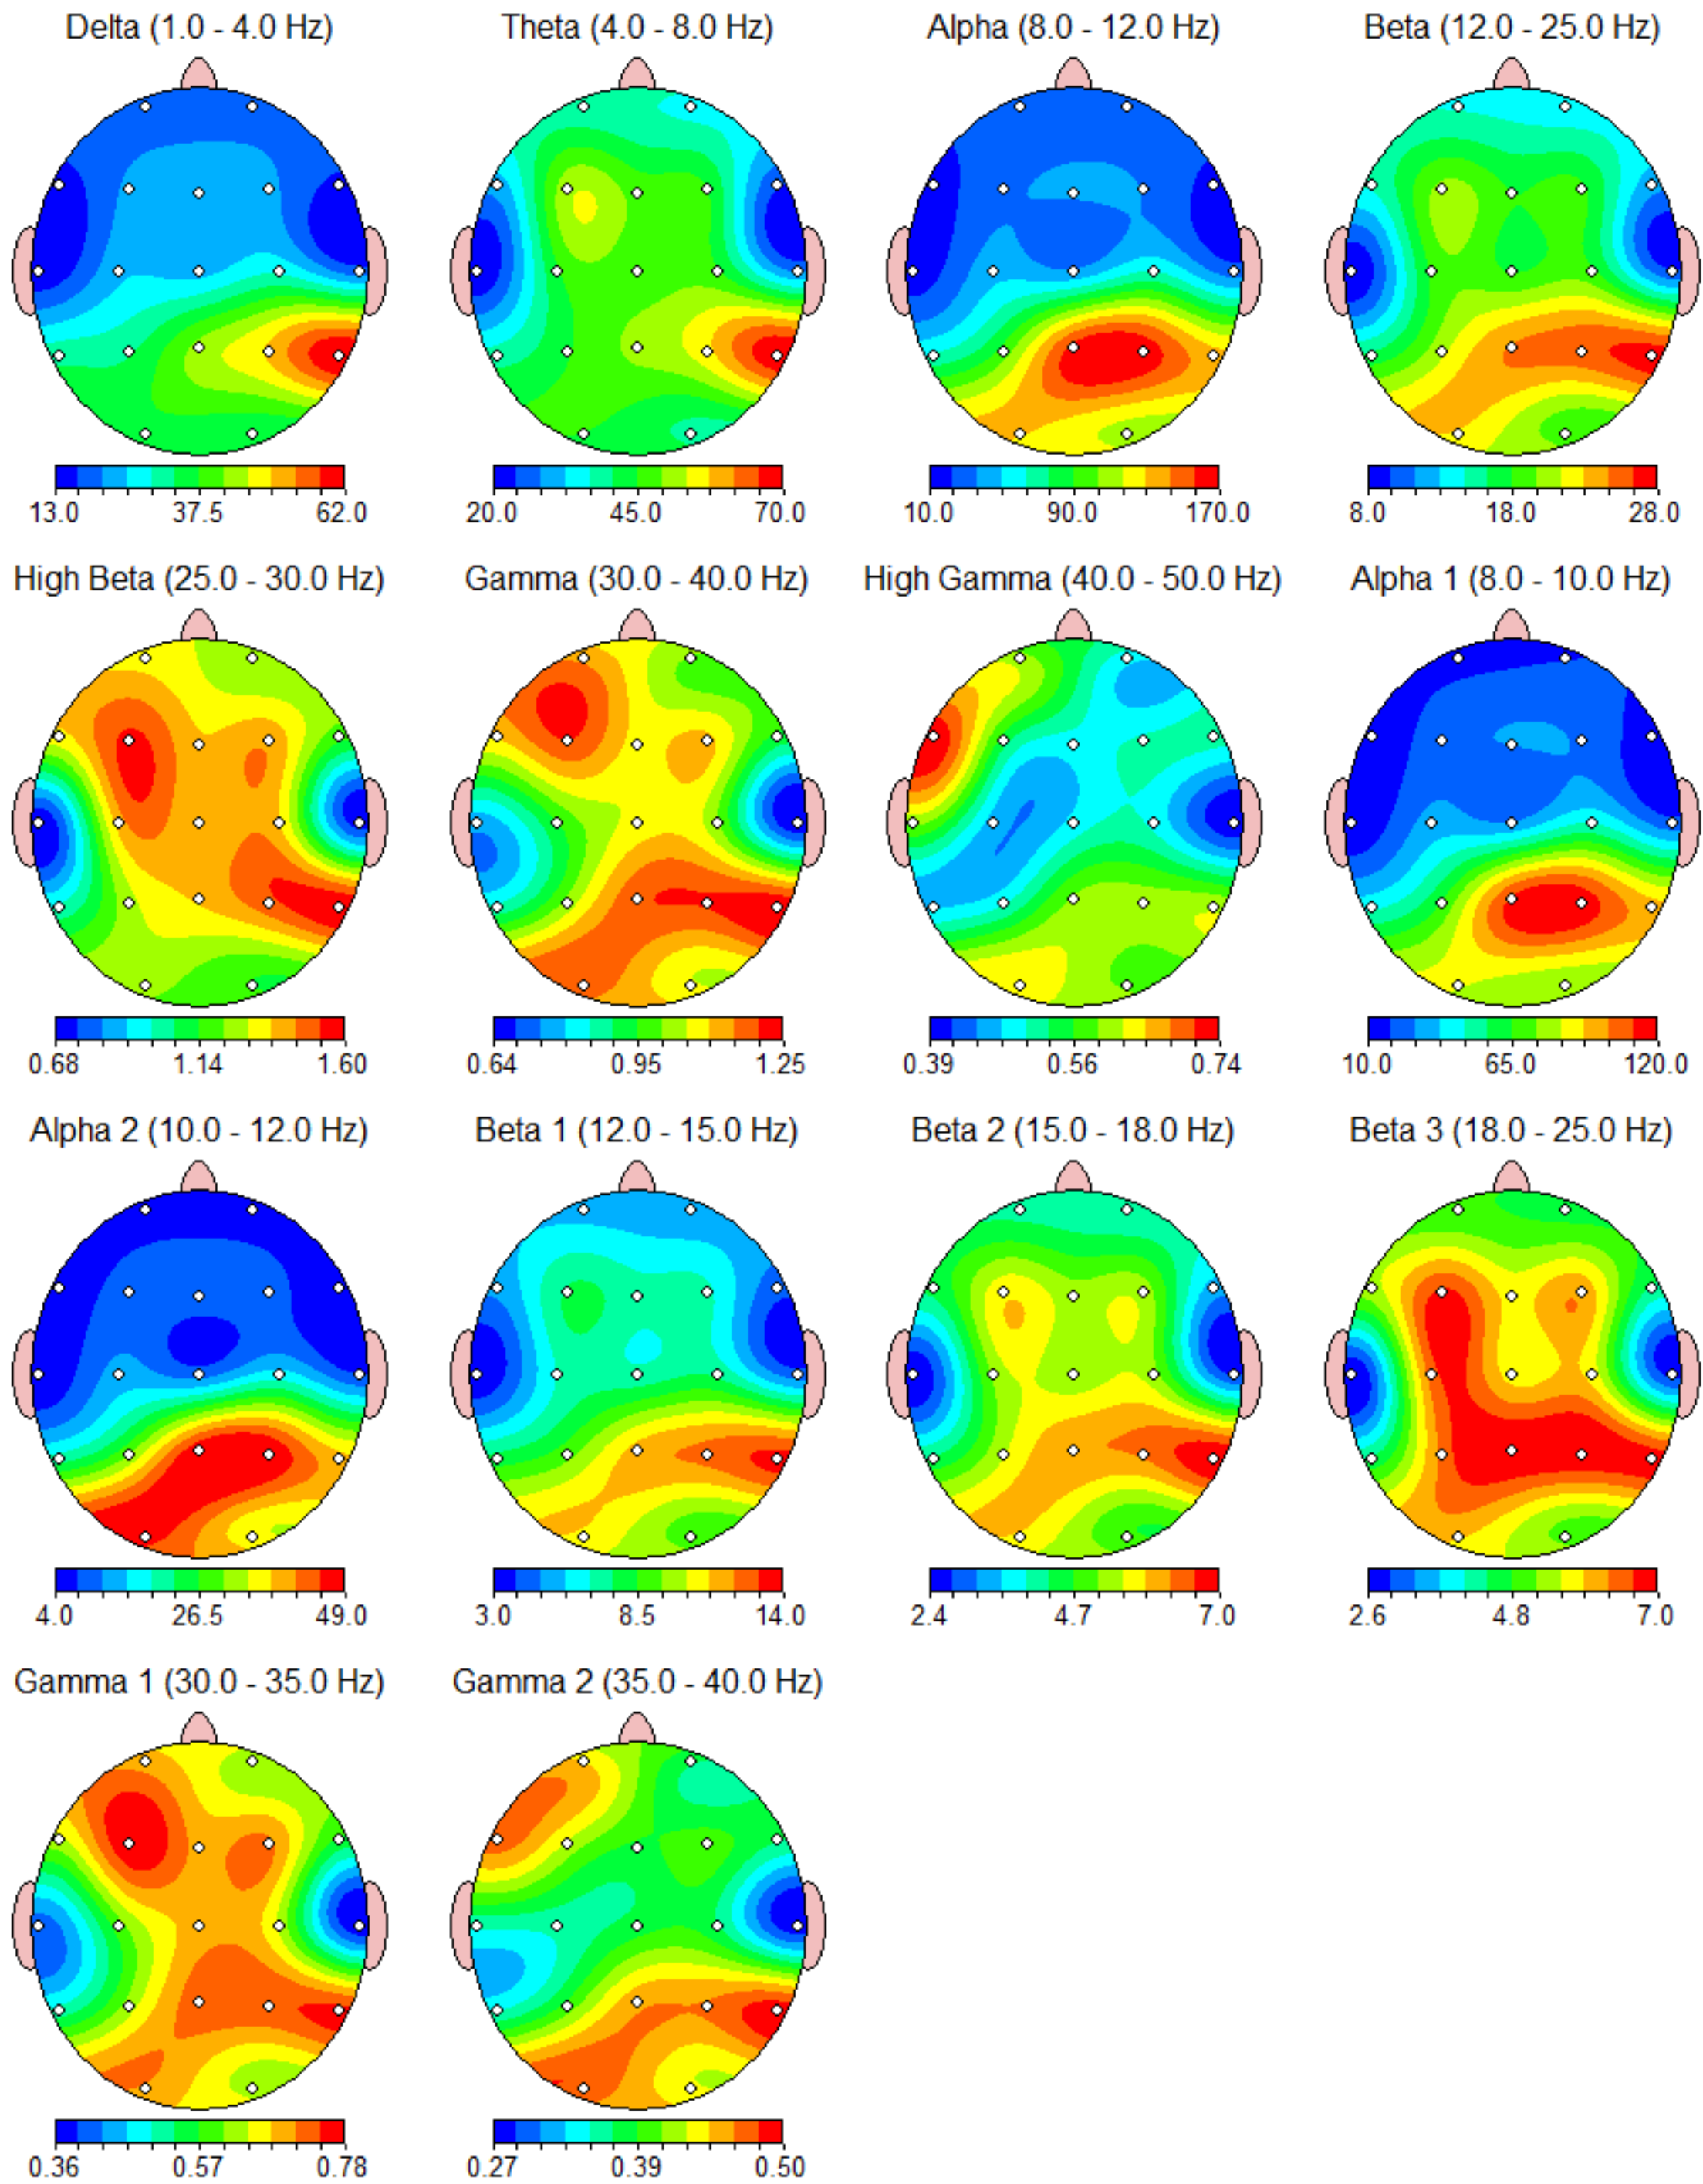 Delta (1.0 - 4.0 Hz) Theta (4.0 - 8.0 Hz) Alpha (8.0 - 12.0 Hz) Beta (12.0 - 25.0 Hz)
13.0 37.5 62.0 20.0 45.0 70.0 10.0 90.0 170.0 8.0 18.0 28.0
High Beta (25.0 - 30.0 Hz) Gamma (30.0 - 40.0 Hz) High Gamma (40.0 - 50.0 Hz) Alpha 1 (8.0 - 10.0 Hz)
0.68 1.14 1.60 0.64 0.95 1.25 0.39 0.56 0.74 10.0 65.0 120.0
Alpha 2 (10.0 - 12.0 Hz) Beta 1 (12.0 - 15.0 Hz) Beta 2 (15.0 - 18.0 Hz) Beta 3 (18.0 - 25.0 Hz)
4.0 26.5 49.0 3.0 8.5 14.0 2.4 4.7 7.0 2.6 4.8 7.0
Gamma 1 (30.0 - 35.0 Hz) Gamma 2 (35.0 - 40.0 Hz)
0.36 0.57 0.78 0.27 0.39 0.50